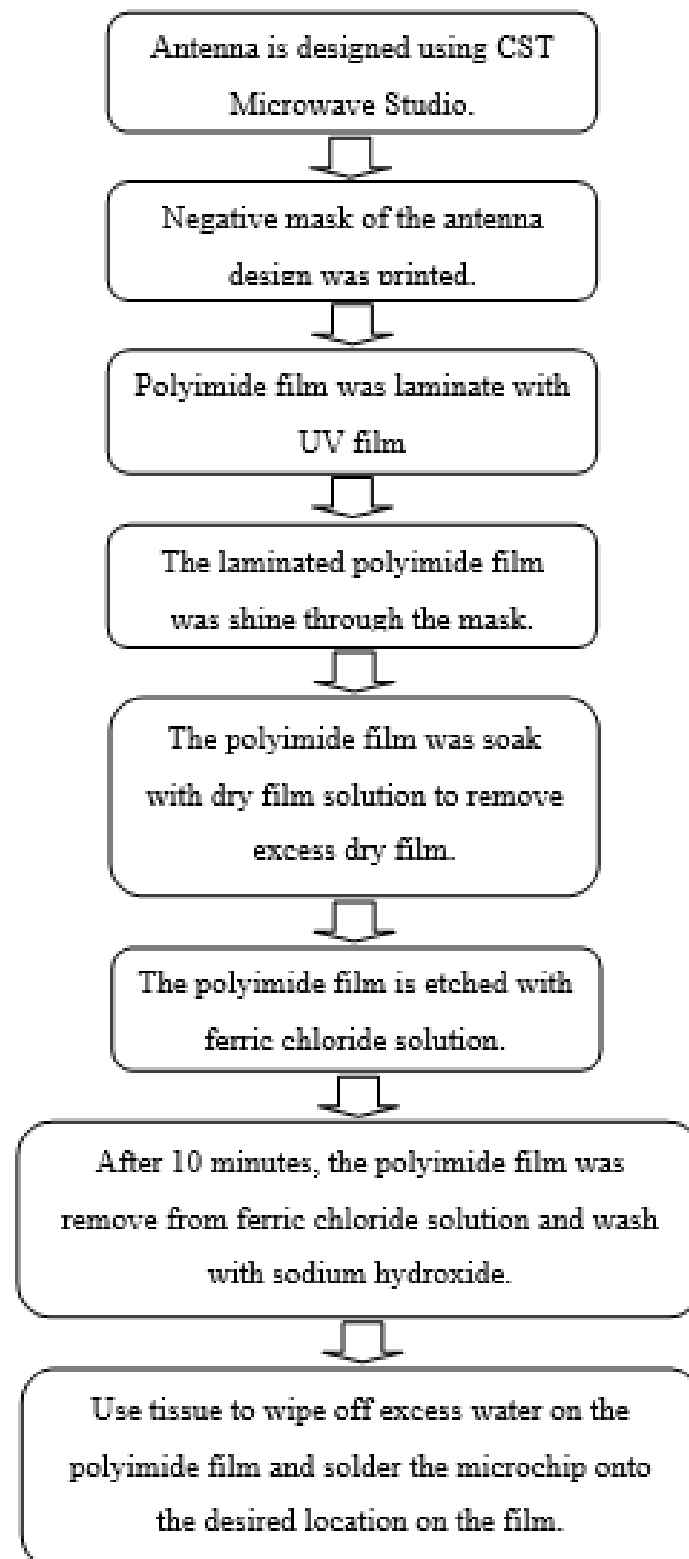 Antenna is designed using CST
Microwave Studio.
Negative mask of the antenna
design was printed.
Polyimide film was laminate with
UV film
The laminated polyimide film
was shine through the mask.
The polyimide film was soak
with dry film solution to remove
excess dry film.
The polyimide film is etched with
ferric chloride solution.
After 10 minutes, the polyimide film was
remove from ferric chloride solution and wash
with sodium hydroxide.
Use tissue to wipe off excess water on the
polyimide film and solder the microchip onto
the desired location on the film.